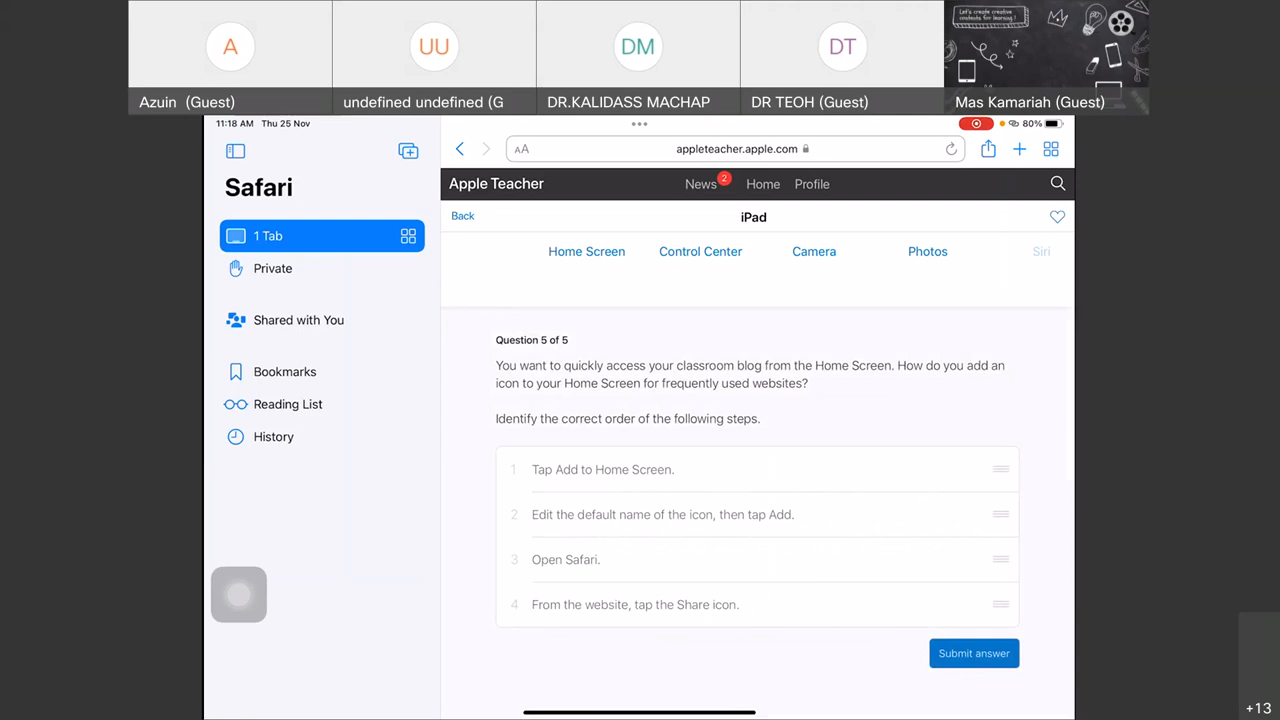 A
UU
DM
DT
Let's create creative
contents for learning!
Azuin (Guest)
undefined undefined (G
DR.KALIDASS MACHAP
DR TEOH (Guest)
Mas Kamariah (Guest)
11:18 AM Thu 25 Nov
80%
AA
appleteacher.apple.com
Safari
Apple Teacher
News
2
Home
Profile
Back
iPad
1 Tab
Private
Shared with You
Bookmarks
Reading List
History
Home Screen
Control Center
Camera
Photos
Siri
Question 5 of 5
You want to quickly access your classroom blog from the Home Screen. How do you add an
icon to your Home Screen for frequently used websites?
Identify the correct order of the following steps.
1 Tap Add to Home Screen.
2 Edit the default name of the icon, then tap Add.
3 Open Safari.
4 From the website, tap the Share icon.
Submit answer
+13